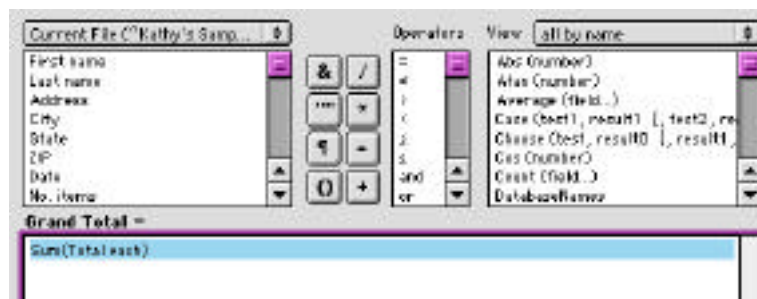 Current File ("Kathy's Samp...
Operators
View all by name
First name
Last name
Address
City
State
ZIP
Date
No. items
& /
"" *
¶ -
() +
=
≠
>
<
≥
≤
and
or
Abs (number)
Atan (number)
Average (field..)
Case (test1, result1 [, test2, re
Choose (test, result0 [, result1,
Cos (number)
Count (field..)
DatabaseNames
Grand Total =
Sum(Total each)